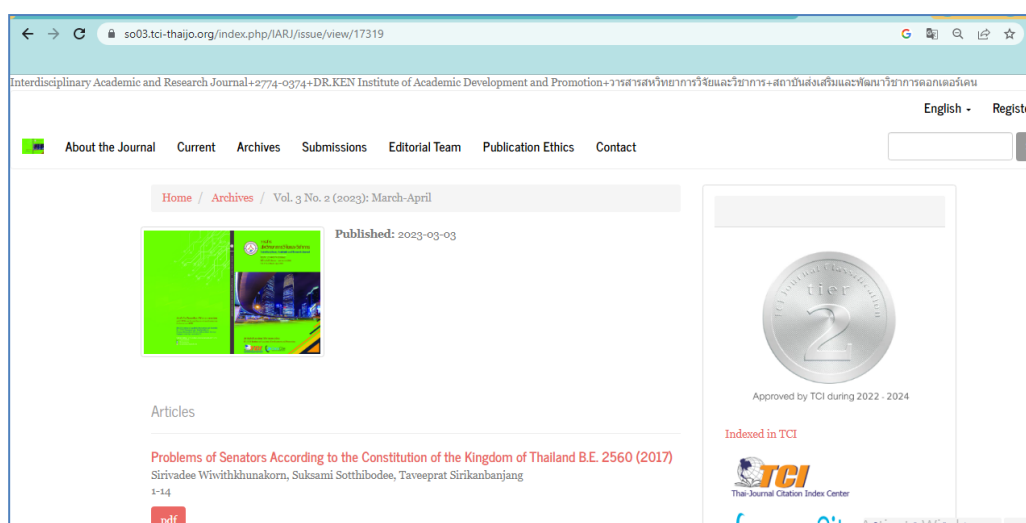 so03.tci-thaijo.org/index.php/IARJ/issue/view/17319
Interdisciplinary Academic and Research Journal+2774-0374+DR.KEN Institute of Academic Development and Promotion+วารสารสหวิทยาการวิจัยและวิชาการ+สถาบันส่งเสริมและพัฒนาวิชาการดอกเตอร์เคน
English
Registe
About the Journal Current Archives Submissions Editorial Team Publication Ethics Contact
Home / Archives / Vol. 3 No. 2 (2023): March-April
Published: 2023-03-03
TCI Journal Classification
tier
2
Approved by TCI during 2022 - 2024
Articles
Indexed in TCI
Problems of Senators According to the Constitution of the Kingdom of Thailand B.E. 2560 (2017)
Sirivadee Wiwithkhunakorn, Suksami Sotthibodee, Taveeprat Sirikanbanjang
1-14
TCI
Thai-Journal Citation Index Center
pdf